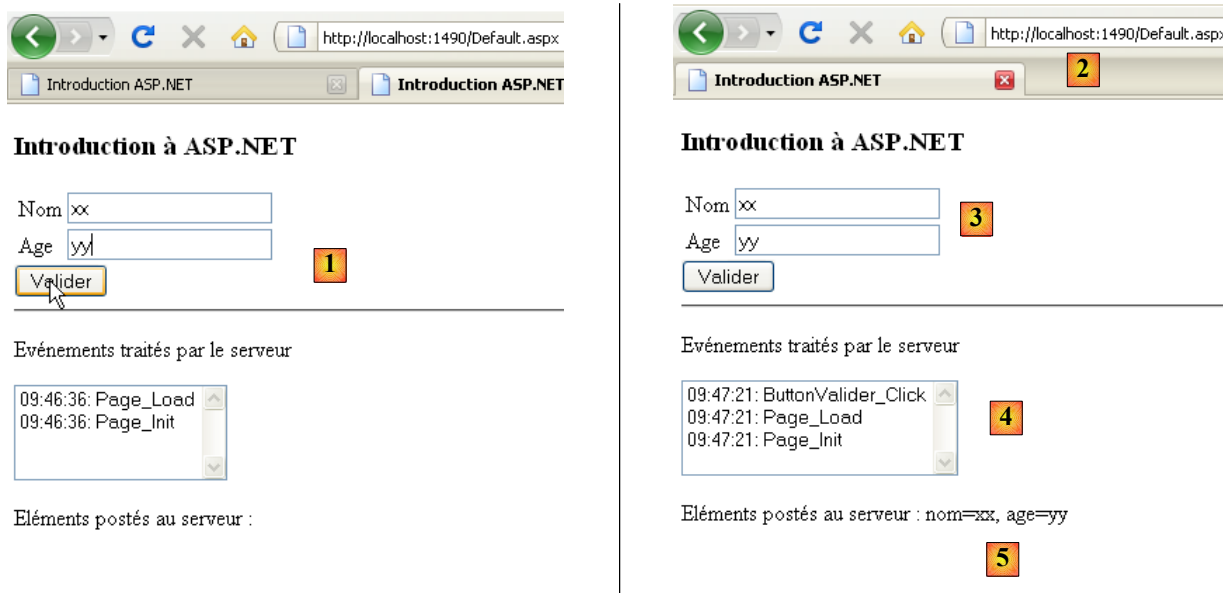 http://localhost:1490/Default.aspx
Introduction ASP.NET
Introduction ASP.NET
Introduction à ASP.NET
Nom xx
Age yy
1
Valider
Evénements traités par le serveur
09:46:36: Page_Load
09:46:36: Page_Init
Eléments postés au serveur :
http://localhost:1490/Default.asp
2
Introduction ASP.NET
Introduction à ASP.NET
Nom xx
3
Age yy
Valider
Evénements traités par le serveur
09:47:21: ButtonValider_Click
09:47:21: Page_Load
09:47:21: Page_Init
4
Eléments postés au serveur : nom=xx, age=yy
5